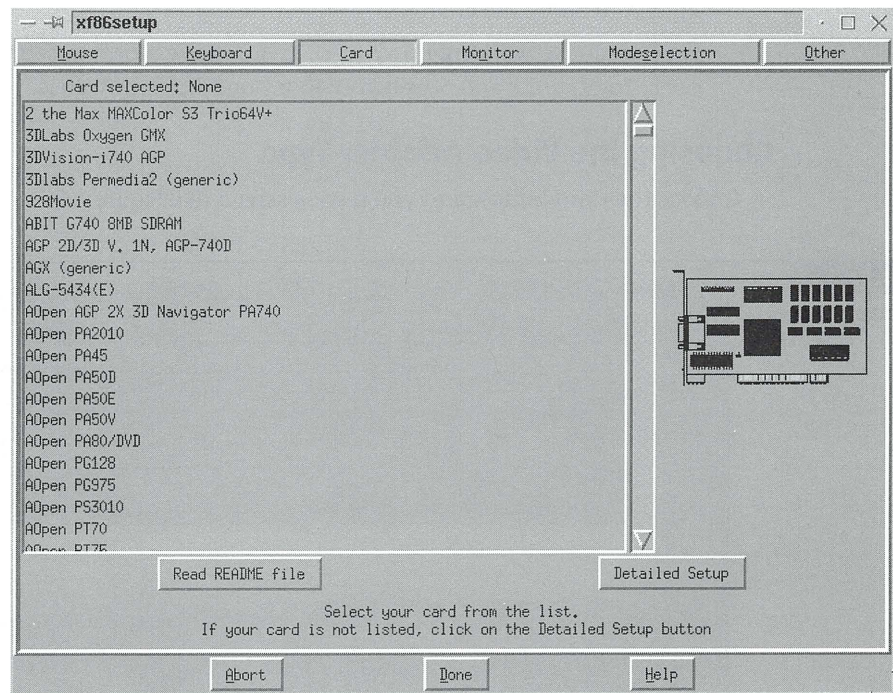 xf86setup
Mouse Keyboard Card Monitor Modeselection Other
Card selected: None
2 the Max MAXColor S3 Trio64V+
3DLabs Oxygen GMX
3DVision-i740 AGP
3Dlabs Permedia2 (generic)
928Movie
ABIT G740 8MB SDRAM
AGP 2D/3D V. 1N, AGP-740D
AGX (generic)
ALG-5434(E)
AOpen AGP 2X 3D Navigator PA740
AOpen PA2010
AOpen PA45
AOpen PA50D
AOpen PA50E
AOpen PA50V
AOpen PA80/DVD
AOpen PG128
AOpen PG975
AOpen PS3010
AOpen PT70
AOpen PT75
Read README file Detailed Setup
Select your card from the list.
If your card is not listed, click on the Detailed Setup button
Abort Done Help